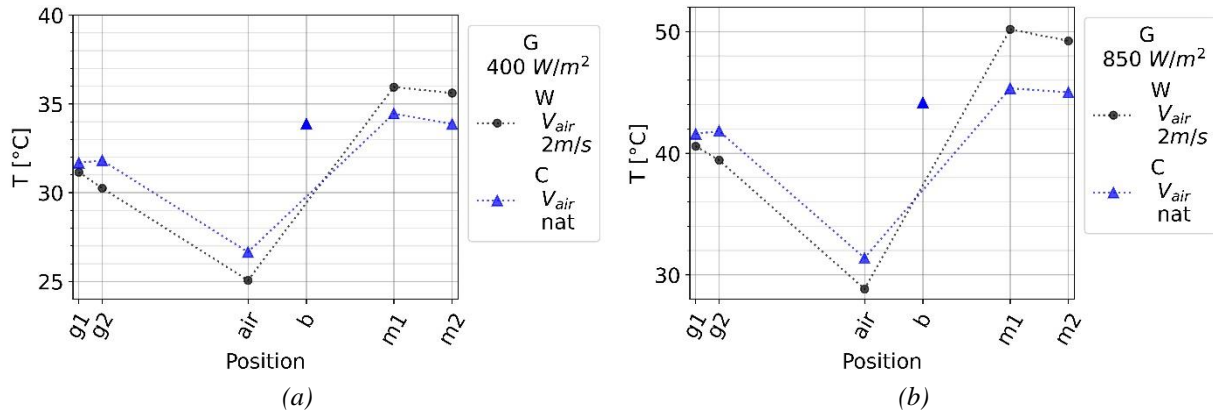 40
35
30
25
T [°C]
g1
g2
air
b
m1
m2
Position
G
400 W/m²
W
V_air
2m/s
C
V_air
nat
(a)
50
40
30
T [°C]
g1
g2
air
b
m1
m2
Position
G
850 W/m²
W
V_air
2m/s
C
V_air
nat
(b)